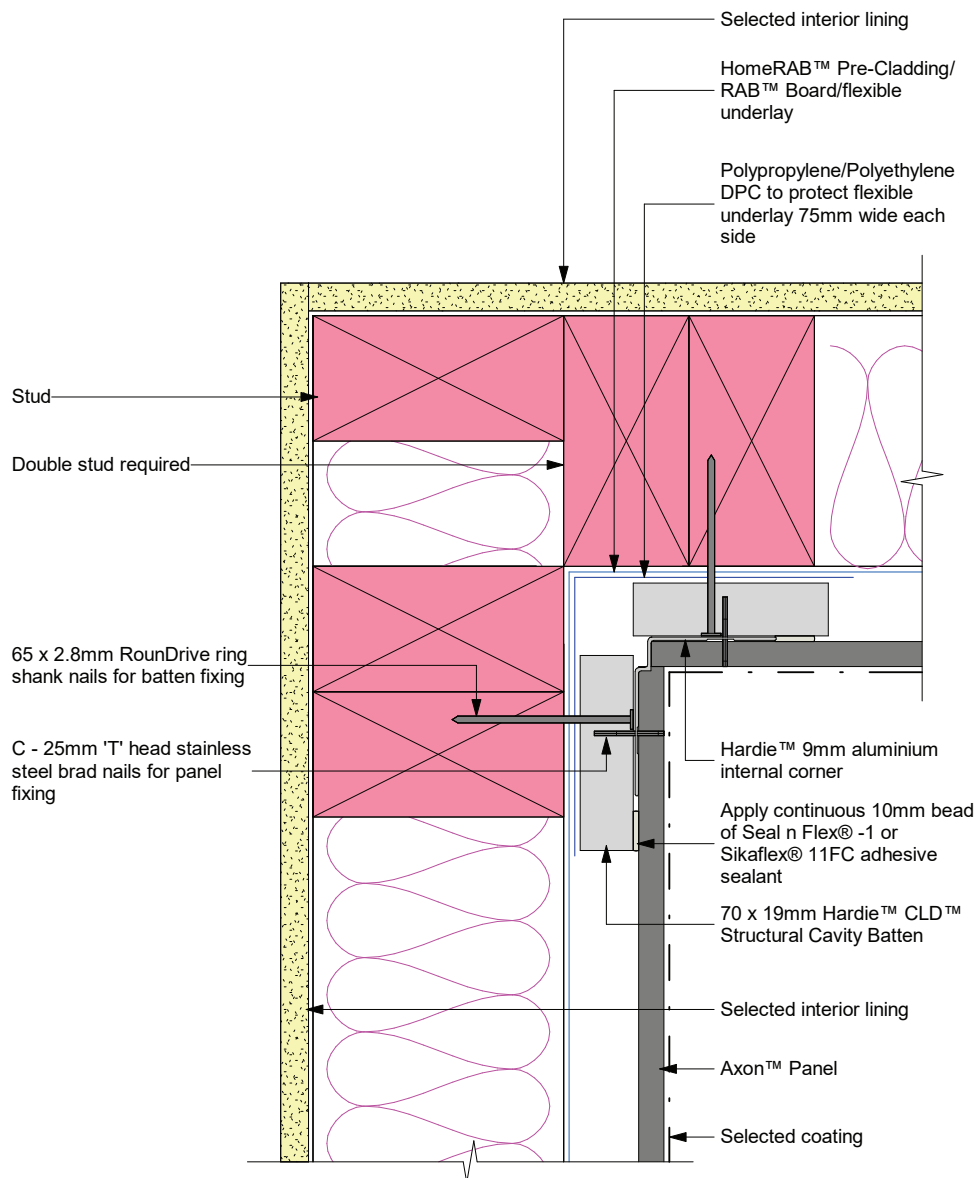 Selected interior lining
HomeRAB™ Pre-Cladding/
RAB™ Board/flexible
underlay
Polypropylene/Polyethylene
DPC to protect flexible
underlay 75mm wide each
side
Stud
Double stud required
65 x 2.8mm RounDrive ring
shank nails for batten fixing
C - 25mm 'T' head stainless
steel brad nails for panel
fixing
Hardie™ 9mm aluminium
internal corner
Apply continuous 10mm bead
of Seal n Flex® -1 or
Sikaflex® 11FC adhesive
sealant
70 x 19mm Hardie™ CLD™
Structural Cavity Batten
Selected interior lining
Axon™ Panel
Selected coating